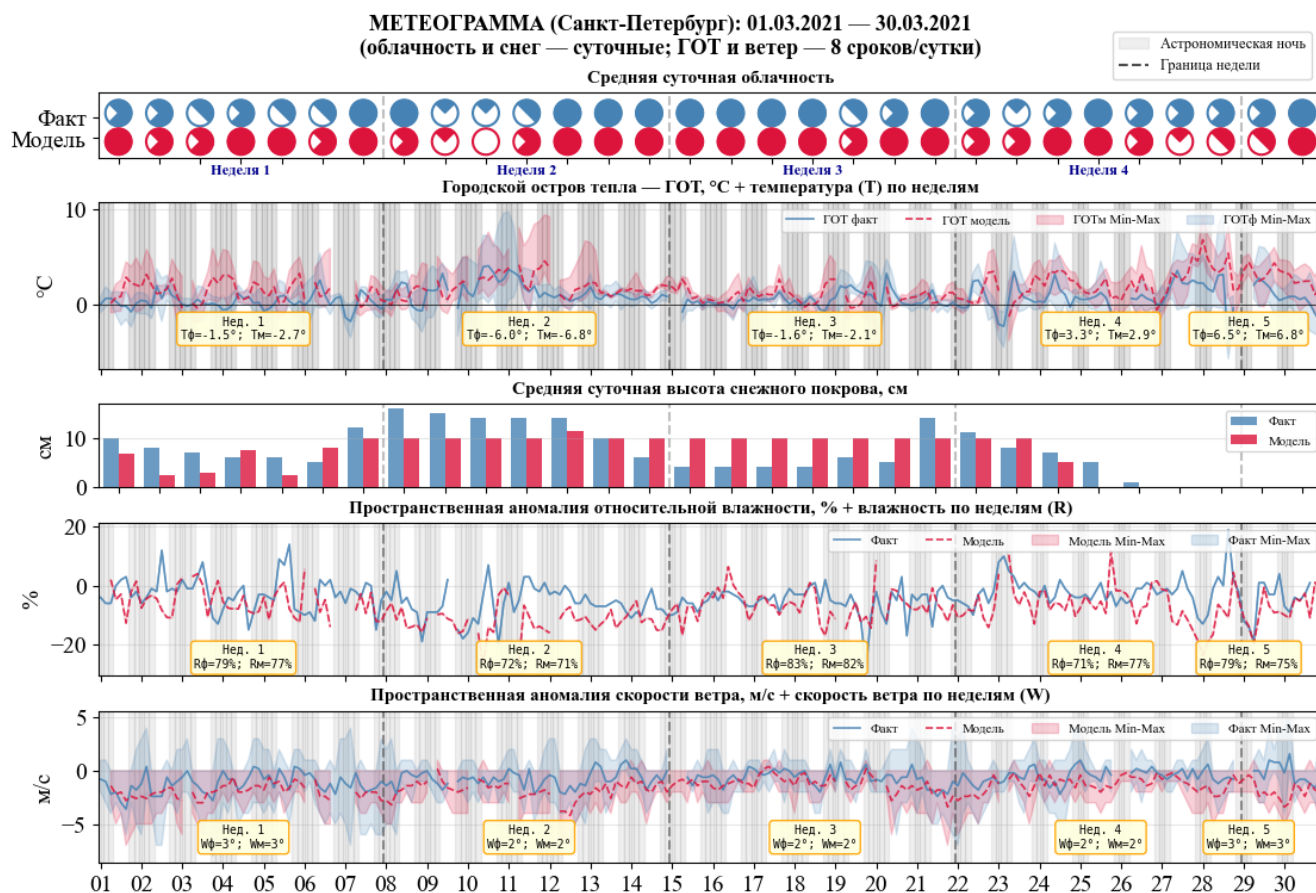 МЕТЕОГРАММА (Санкт-Петербург): 01.03.2021 — 30.03.2021
(облачность и снег — суточные; ГОТ и ветер — 8 сроков/сутки)
Астрономическая ночь
Граница недели
Средняя суточная облачность
Факт
Модель
Неделя 1 Неделя 2 Неделя 3 Неделя 4
Городской остров тепла — ГОТ, °C + температура (Т) по неделям
ГОТ факт ГОТ модель ГОТм Min-Max ГОТф Min-Max
10
°C
0
Нед. 1
Тф=-1.5°; Тм=-2.7°
Нед. 2
Тф=-6.0°; Тм=-6.8°
Нед. 3
Тф=-1.6°; Тм=-2.1°
Нед. 4
Тф=3.3°; Тм=2.9°
Нед. 5
Тф=6.5°; Тм=6.8°
Средняя суточная высота снежного покрова, см
Факт
Модель
10
см
0
Пространственная аномалия относительной влажности, % + влажность по неделям (R)
Факт Модель Модель Min-Max Факт Min-Max
20
0
%
−20
Нед. 1
Rф=79%; Rм=77%
Нед. 2
Rф=72%; Rм=71%
Нед. 3
Rф=83%; Rм=82%
Нед. 4
Rф=71%; Rм=77%
Нед. 5
Rф=79%; Rм=75%
Пространственная аномалия скорости ветра, м/с + скорость ветра по неделям (W)
Факт Модель Модель Min-Max Факт Min-Max
5
0
м/с
−5
Нед. 1
Wф=3°; Wм=3°
Нед. 2
Wф=2°; Wм=2°
Нед. 3
Wф=2°; Wм=2°
Нед. 4
Wф=2°; Wм=2°
Нед. 5
Wф=3°; Wм=3°
01 02 03 04 05 06 07 08 09 10 11 12 13 14 15 16 17 18 19 20 21 22 23 24 25 26 27 28 29 30